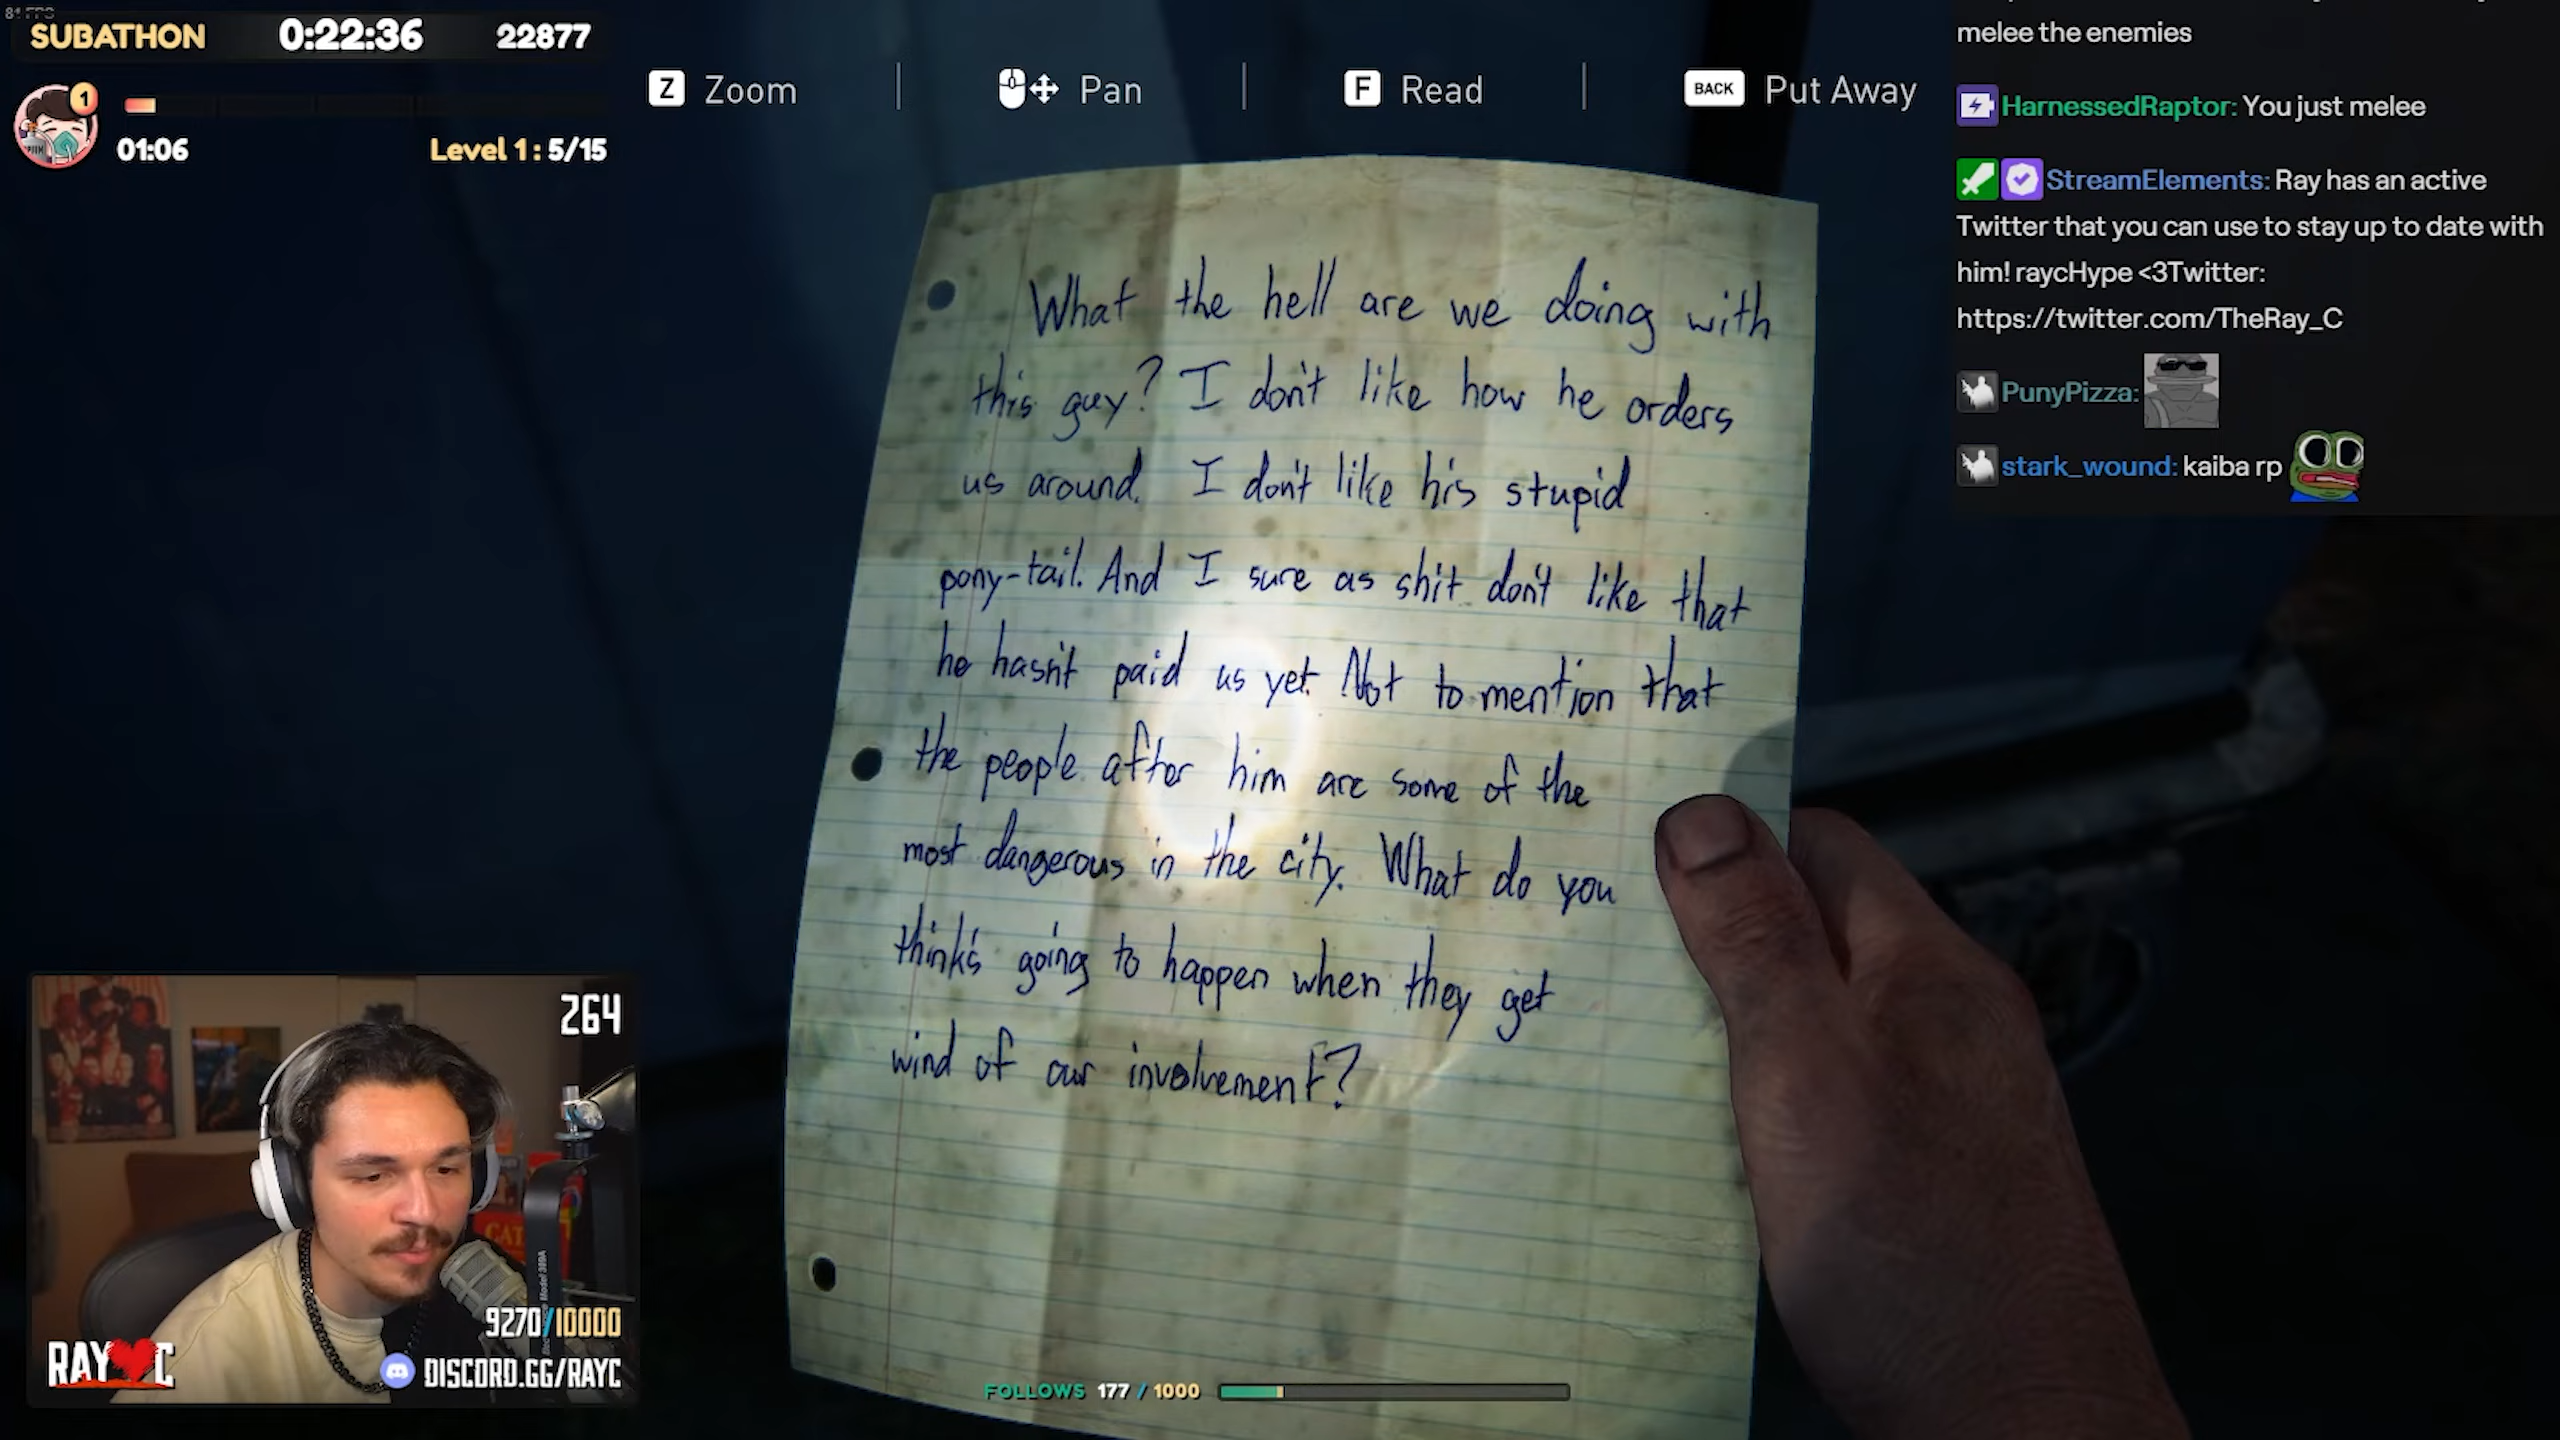 81 FPS
SUBATHON 0:22:36 22877
1
01:06 Level 1: 5/15
Z Zoom
Pan
F Read
BACK Put Away
melee the enemies
HarnessedRaptor: You just melee
StreamElements: Ray has an active
Twitter that you can use to stay up to date with
him! raycHype <3Twitter:
https://twitter.com/TheRay_C
PunyPizza:
stark_wound: kaiba rp
What the hell are we doing with
this guy? I don't like how he orders
us around. I don't like his stupid
pony-tail. And I sure as shit don't like that
he hasn't paid us yet. Not to mention that
the people after him are some of the
most dangerous in the city. What do you
think's going to happen when they get
wind of our involvement?
264
9270/10000
RAY C
DISCORD.GG/RAYC
FOLLOWS 177 / 1000